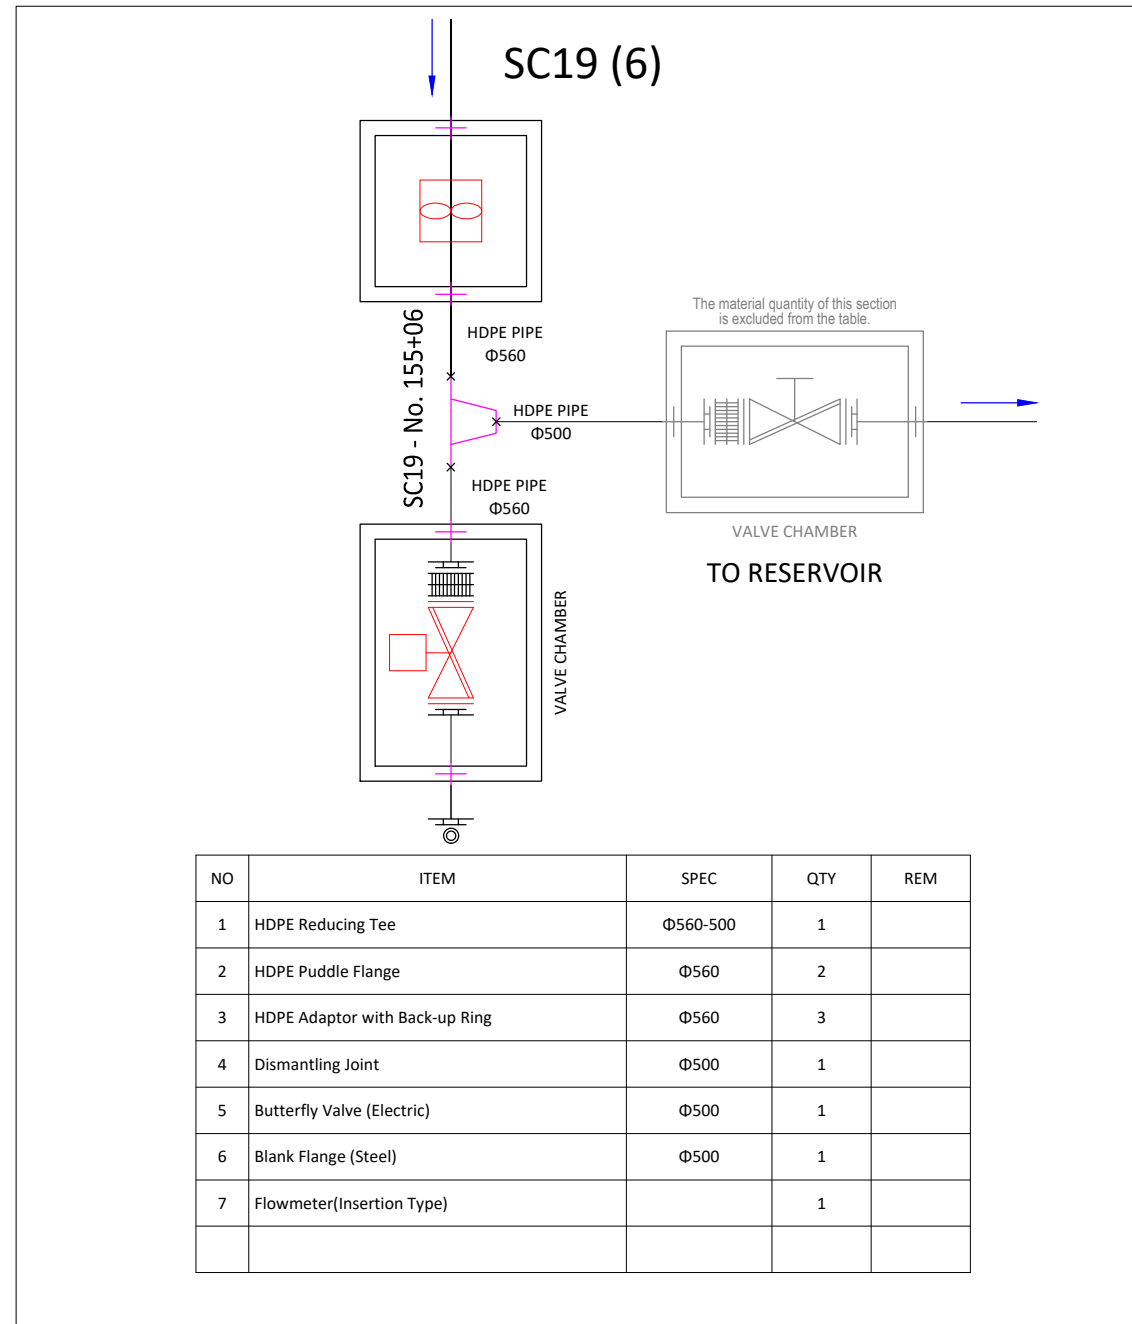 SC19 (6)
The material quantity of this section
is excluded from the table.
HDPE PIPE
Φ560
SC19 - No. 155+06
HDPE PIPE
Φ500
HDPE PIPE
Φ560
VALVE CHAMBER
TO RESERVOIR
VALVE CHAMBER
NO ITEM SPEC QTY REM
1 HDPE Reducing Tee Φ560-500 1
2 HDPE Puddle Flange Φ560 2
3 HDPE Adaptor with Back-up Ring Φ560 3
4 Dismantling Joint Φ500 1
5 Butterfly Valve (Electric) Φ500 1
6 Blank Flange (Steel) Φ500 1
7 Flowmeter(Insertion Type) 1